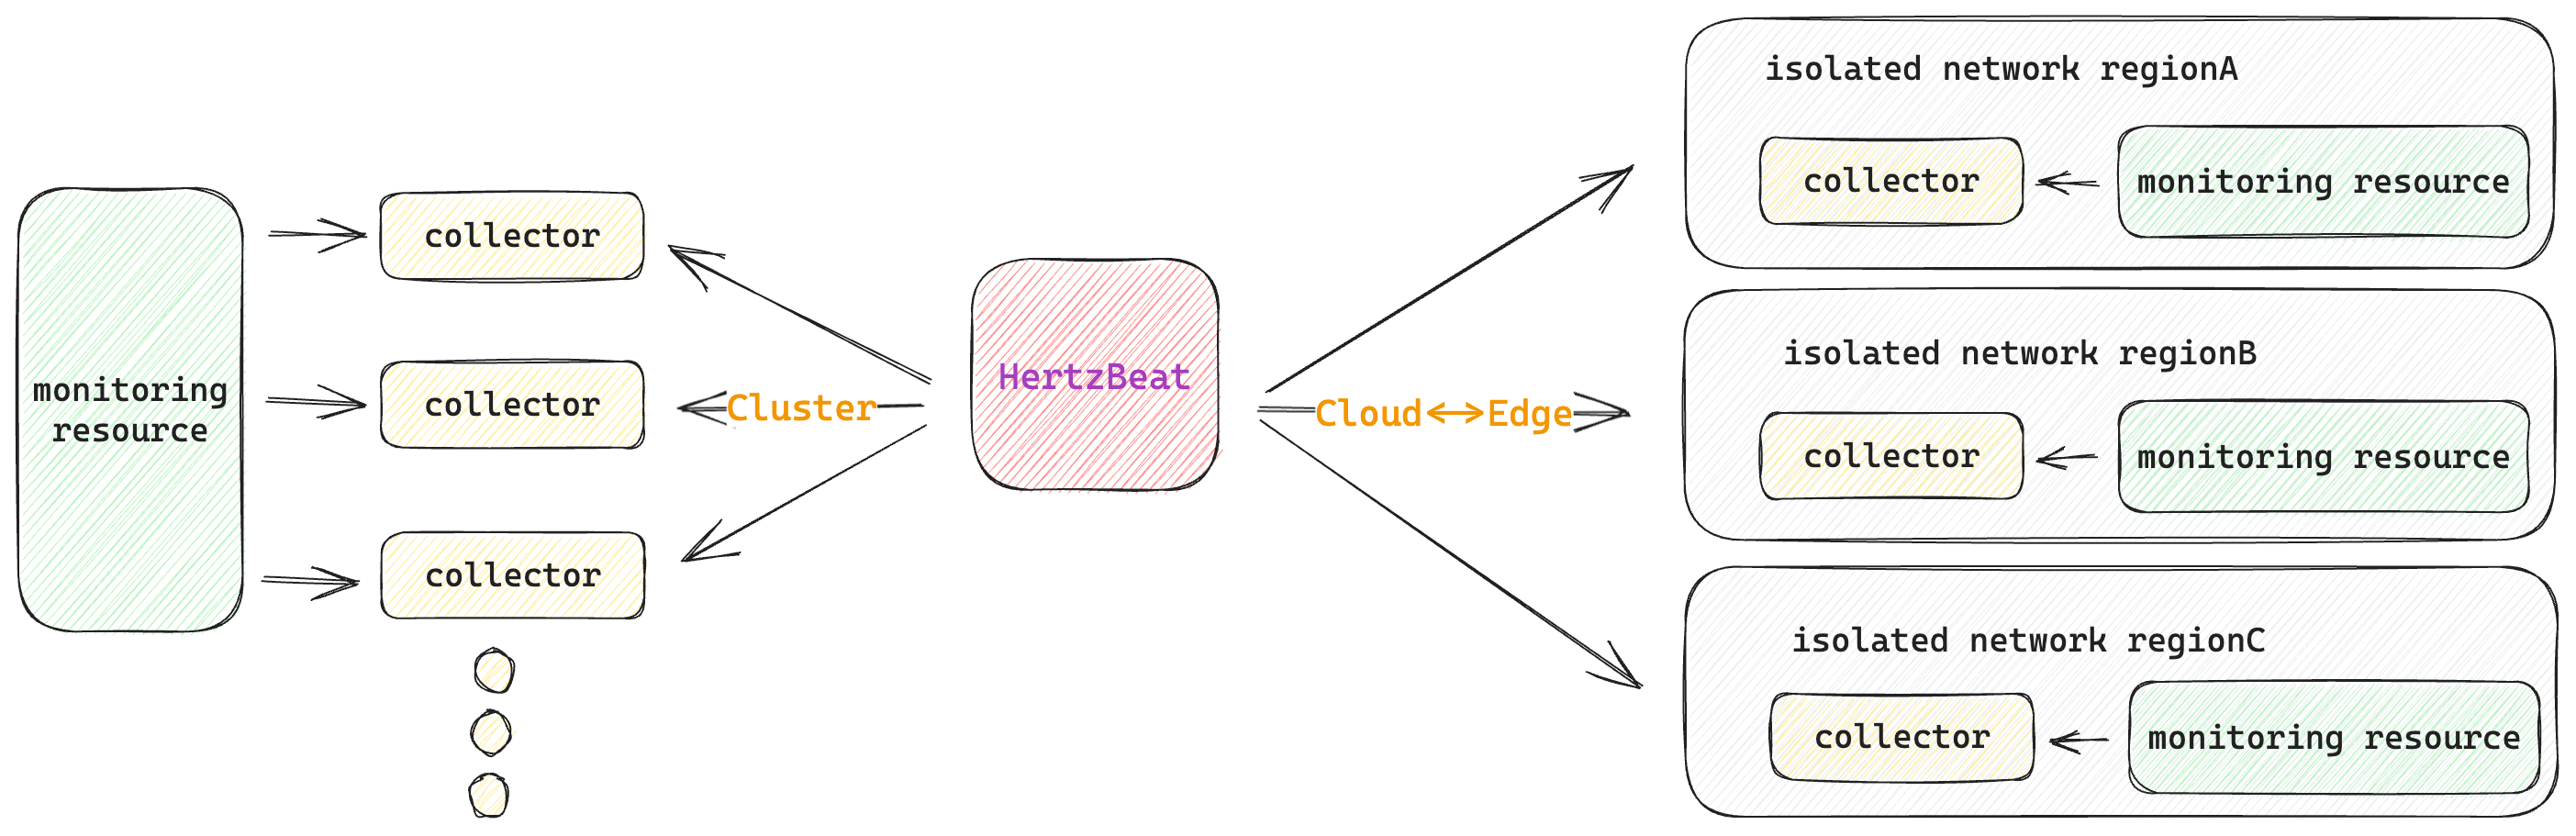 monitoring
resource
collector
collector
collector
Cluster
HertzBeat
Cloud<->Edge
isolated network regionA
collector
monitoring resource
isolated network regionB
collector
monitoring resource
isolated network regionC
collector
monitoring resource